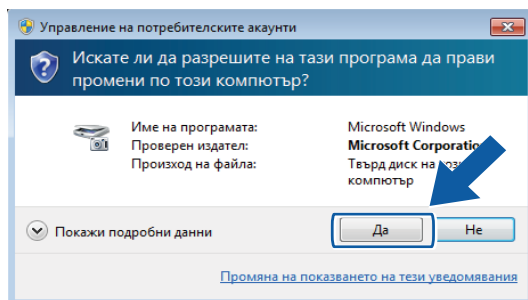 Управление на потребителските акаунти
Искате ли да разрешите на тази програма да прави
промени по този компютър?
Име на програмата: Microsoft Windows
Проверен издател: Microsoft Corporation
Произход на файла: Твърд диск на този
компютър
Покажи подробни данни
Да Не
Промяна на показването на тези уведомявания